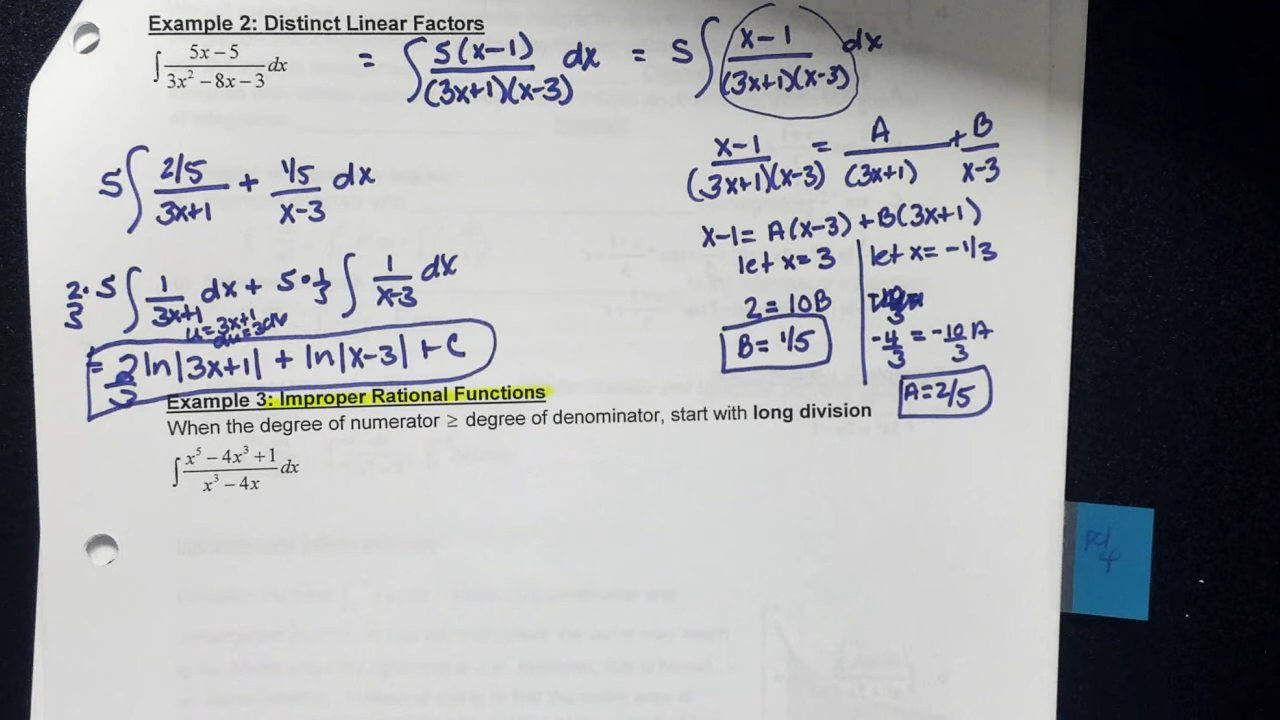 Example 2: Distinct Linear Factors
∫ (5x − 5)/(3x² − 8x − 3) dx = ∫ 5(x−1)/((3x+1)(x−3)) dx = 5∫ (x−1)/((3x+1)(x−3)) dx
(x−1)/((3x+1)(x−3)) = A/(3x+1) + B/(x−3)
5∫ (2/5)/(3x+1) + (1/5)/(x−3) dx
x−1 = A(x−3) + B(3x+1)
let x=3
2 = 10B
B = 1/5
let x = −1/3
−4/3 = −10/3 A
A = 2/5
2/5 · 5∫ 1/(3x+1) dx + 5 · 1/5 ∫ 1/(x−3) dx
u=3x+1
= 2/3 ln|3x+1| + ln|x−3| + C
Example 3: Improper Rational Functions
When the degree of numerator ≥ degree of denominator, start with long division
∫ (x⁵ − 4x³ + 1)/(x³ − 4x) dx